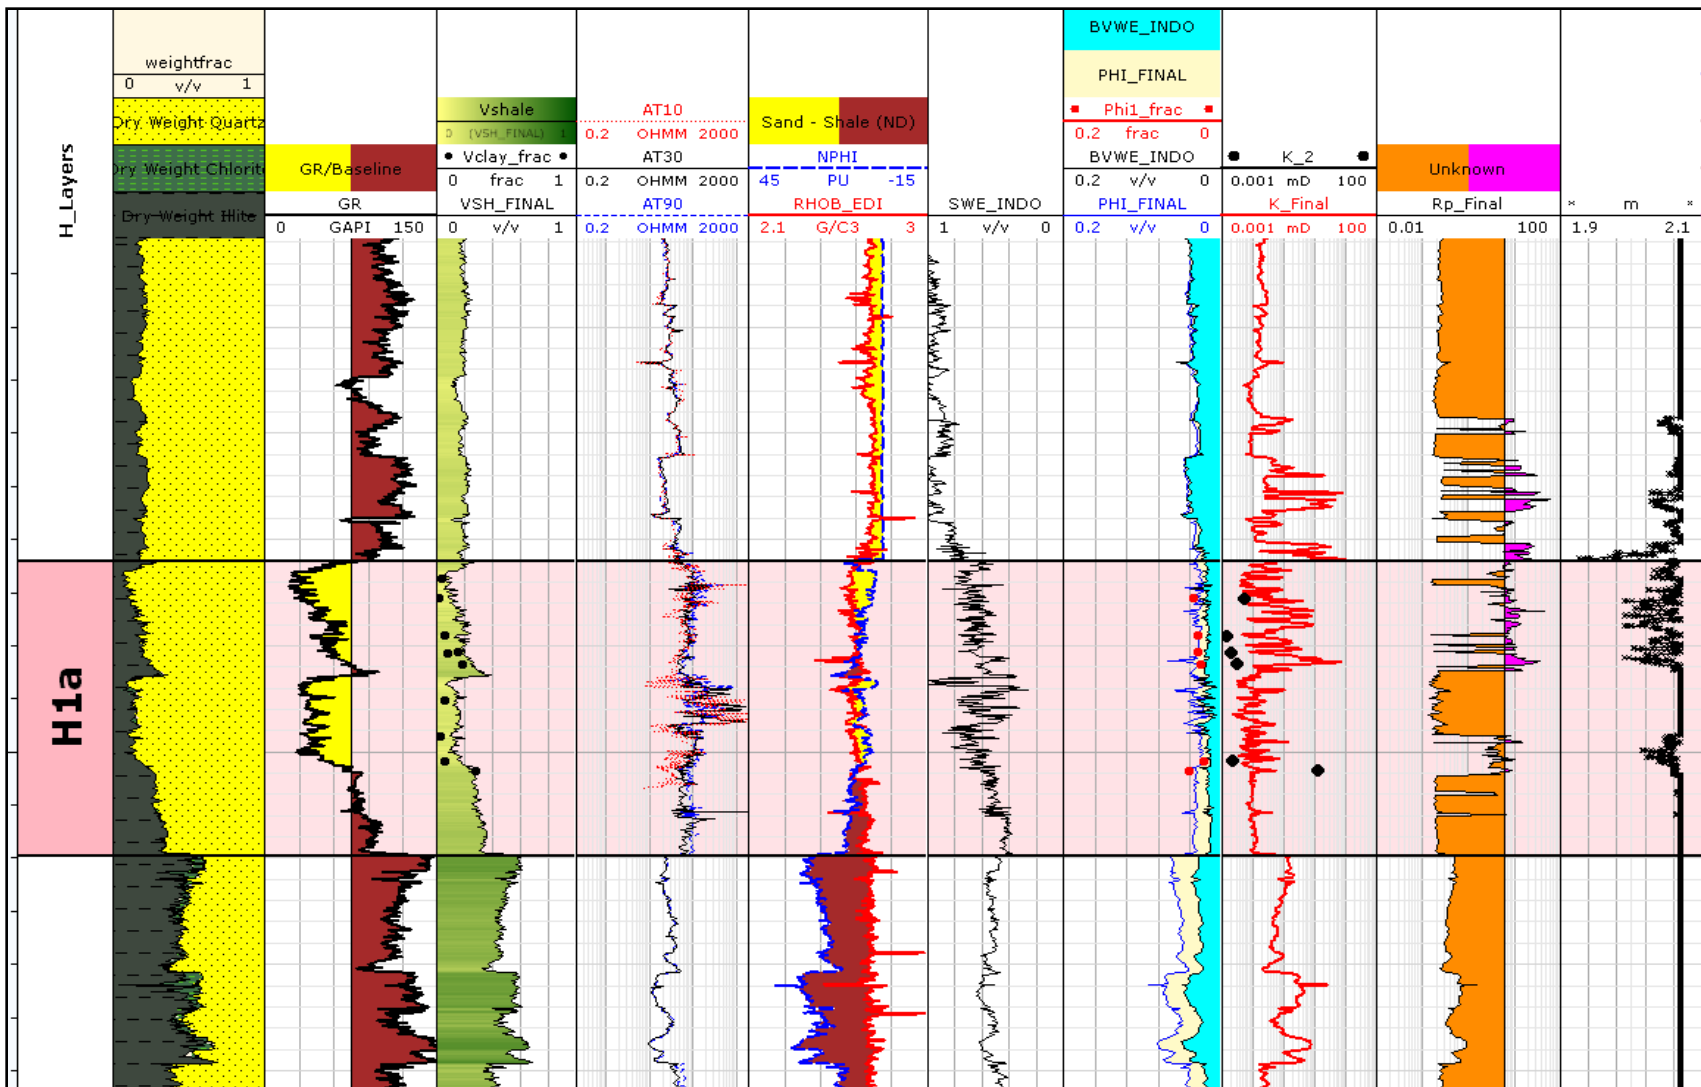 H_Layers
weightfrac
0 v/v 1
Dry Weight Quartz
Dry Weight Chlorite
Dry Weight Illite
GR/Baseline
GR
0 GAPI 150
Vshale
0 (VSH_FINAL) 1
Vclay_frac
0 frac 1
VSH_FINAL
0 v/v 1
AT10
0.2 OHMM 2000
AT30
0.2 OHMM 2000
AT90
0.2 OHMM 2000
Sand - Shale (ND)
NPHI
45 PU -15
RHOB_EDI
2.1 G/C3 3
SWE_INDO
1 v/v 0
BVWE_INDO
PHI_FINAL
Phi1_frac
0.2 frac 0
BVWE_INDO
0.2 v/v 0
PHI_FINAL
0.2 v/v 0
K_2
0.001 mD 100
K_Final
0.001 mD 100
Unknown
Rp_Final
0.01 100
* m *
1.9 2.1
H1a